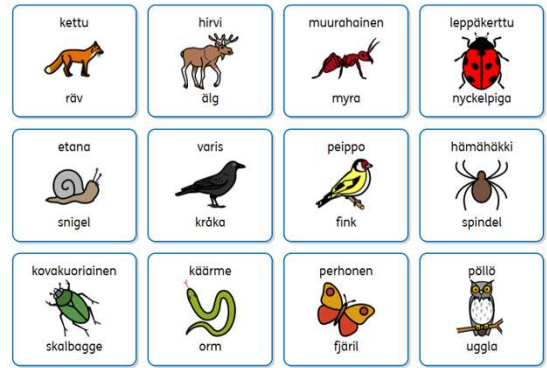 kettu
räv
hirvi
älg
muurahainen
myra
leppäkerttu
nyckelpiga
etana
snigel
varis
kråka
peippo
fink
hämähäkki
spindel
kovakuoriainen
skalbagge
käärme
orm
perhonen
fjäril
pöllö
uggla